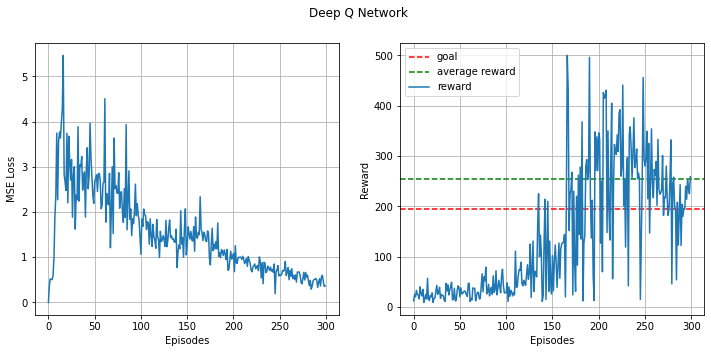 Deep Q Network
MSE Loss
5
4
3
2
1
0
0 50 100 150 200 250 300
Episodes
Reward
500
400
300
200
100
0
goal
average reward
reward
0 50 100 150 200 250 300
Episodes